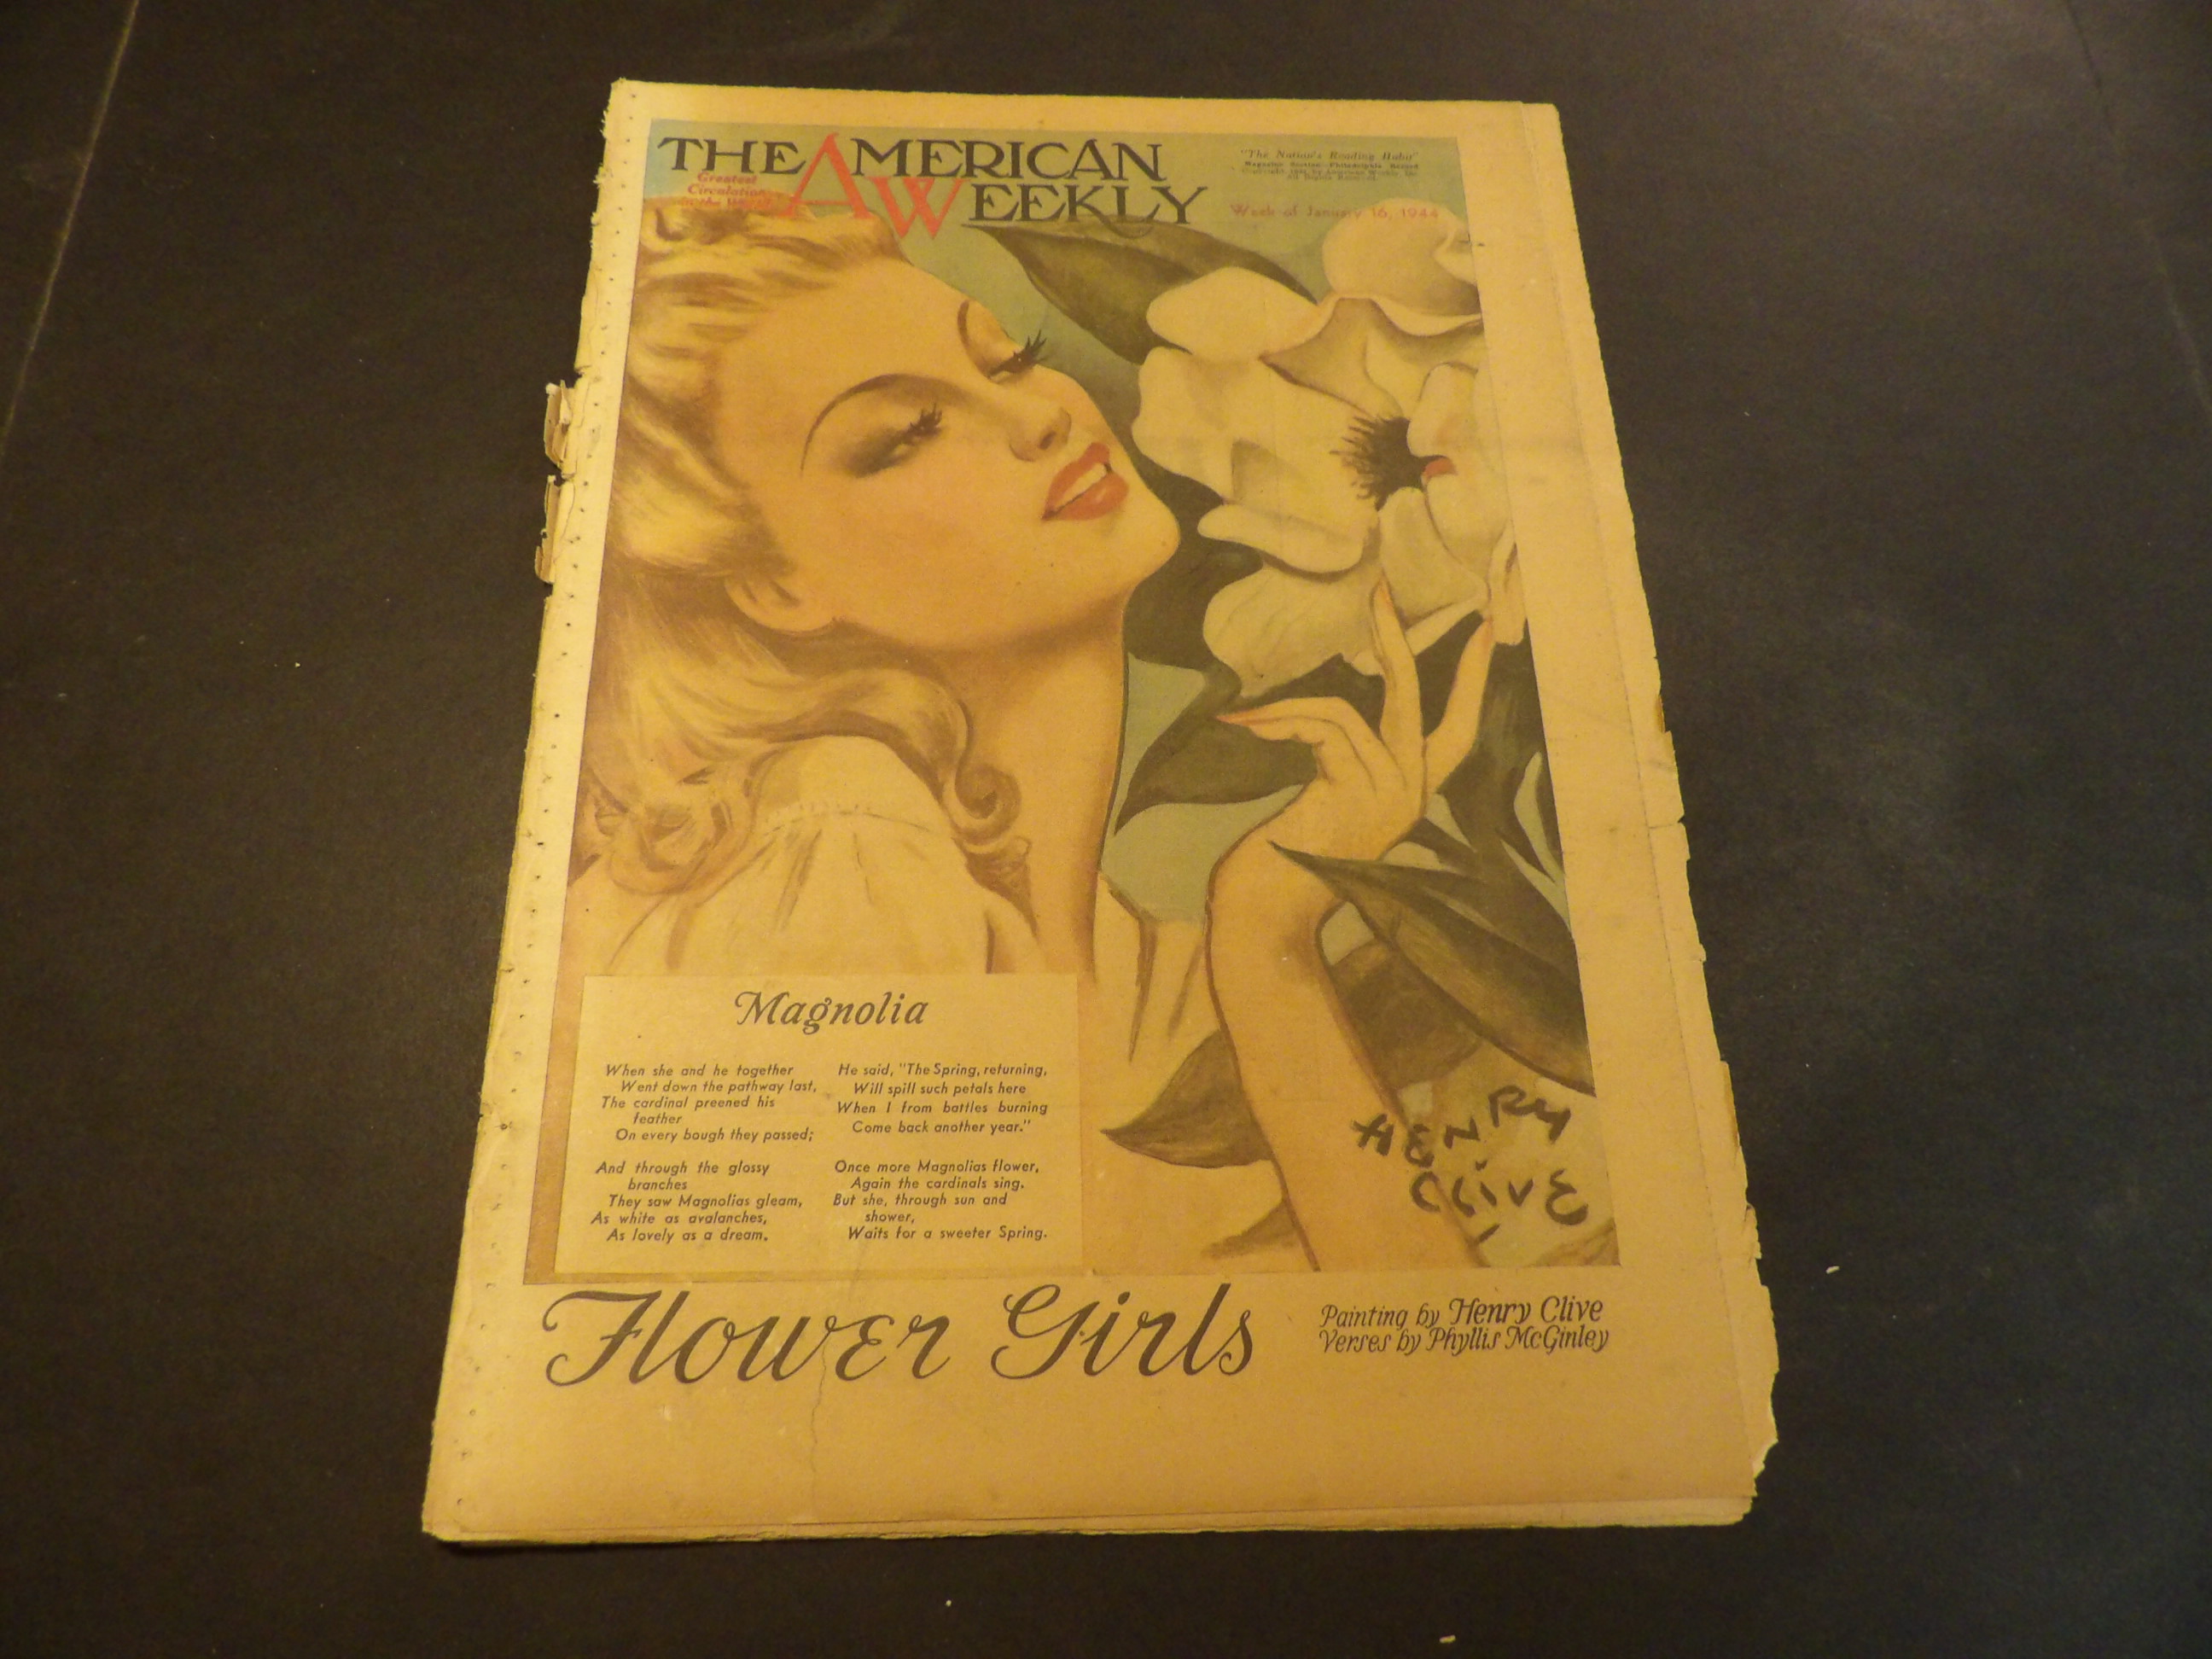 THE AMERICAN
WEEKLY
Greatest
Circulation
in the World
"The Nation's Reading Habit"
Week of January 16, 1944
HENRY
CLIVE
Magnolia
When she and he together
Went down the pathway last,
The cardinal preened his
feather
On every bough they passed;
And through the glossy
branches
They saw Magnolias gleam,
As white as avalanches,
As lovely as a dream.
He said, "The Spring, returning,
Will spill such petals here
When I from battles burning
Come back another year."
Once more Magnolias flower,
Again the cardinals sing.
But she, through sun and
shower,
Waits for a sweeter Spring.
Flower Girls
Painting by Henry Clive
Verses by Phyllis McGinley